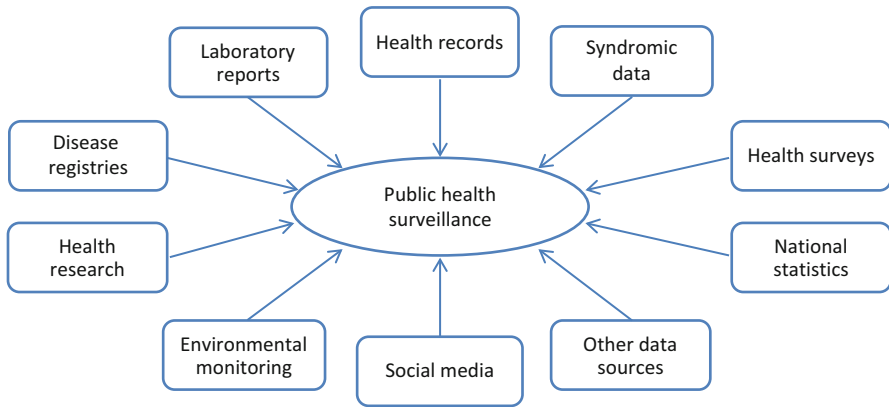 Laboratory
reports
Health records
Syndromic
data
Disease
registries
Health surveys
Public health
surveillance
Health
research
National
statistics
Environmental
monitoring
Social media
Other data
sources